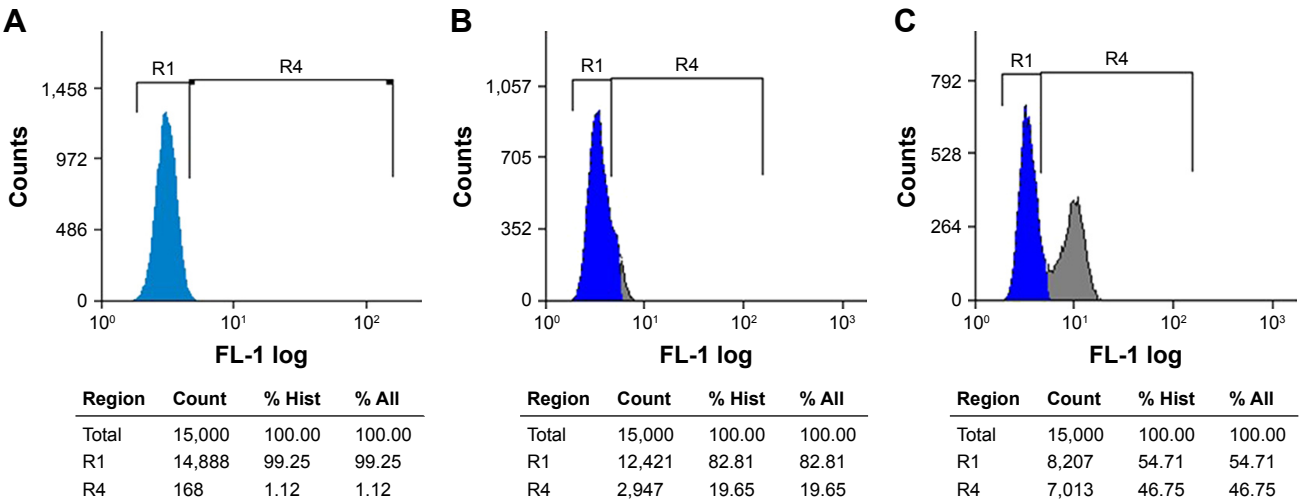 A
Counts
1,458
972
486
0
R1
R4
10⁰
10¹
10²
FL-1 log
Region Count % Hist % All
Total 15,000 100.00 100.00
R1 14,888 99.25 99.25
R4 168 1.12 1.12
B
Counts
1,057
705
352
0
R1
R4
10⁰
10¹
10²
10³
FL-1 log
Region Count % Hist % All
Total 15,000 100.00 100.00
R1 12,421 82.81 82.81
R4 2,947 19.65 19.65
C
Counts
792
528
264
0
R1
R4
10⁰
10¹
10²
10³
FL-1 log
Region Count % Hist % All
Total 15,000 100.00 100.00
R1 8,207 54.71 54.71
R4 7,013 46.75 46.75